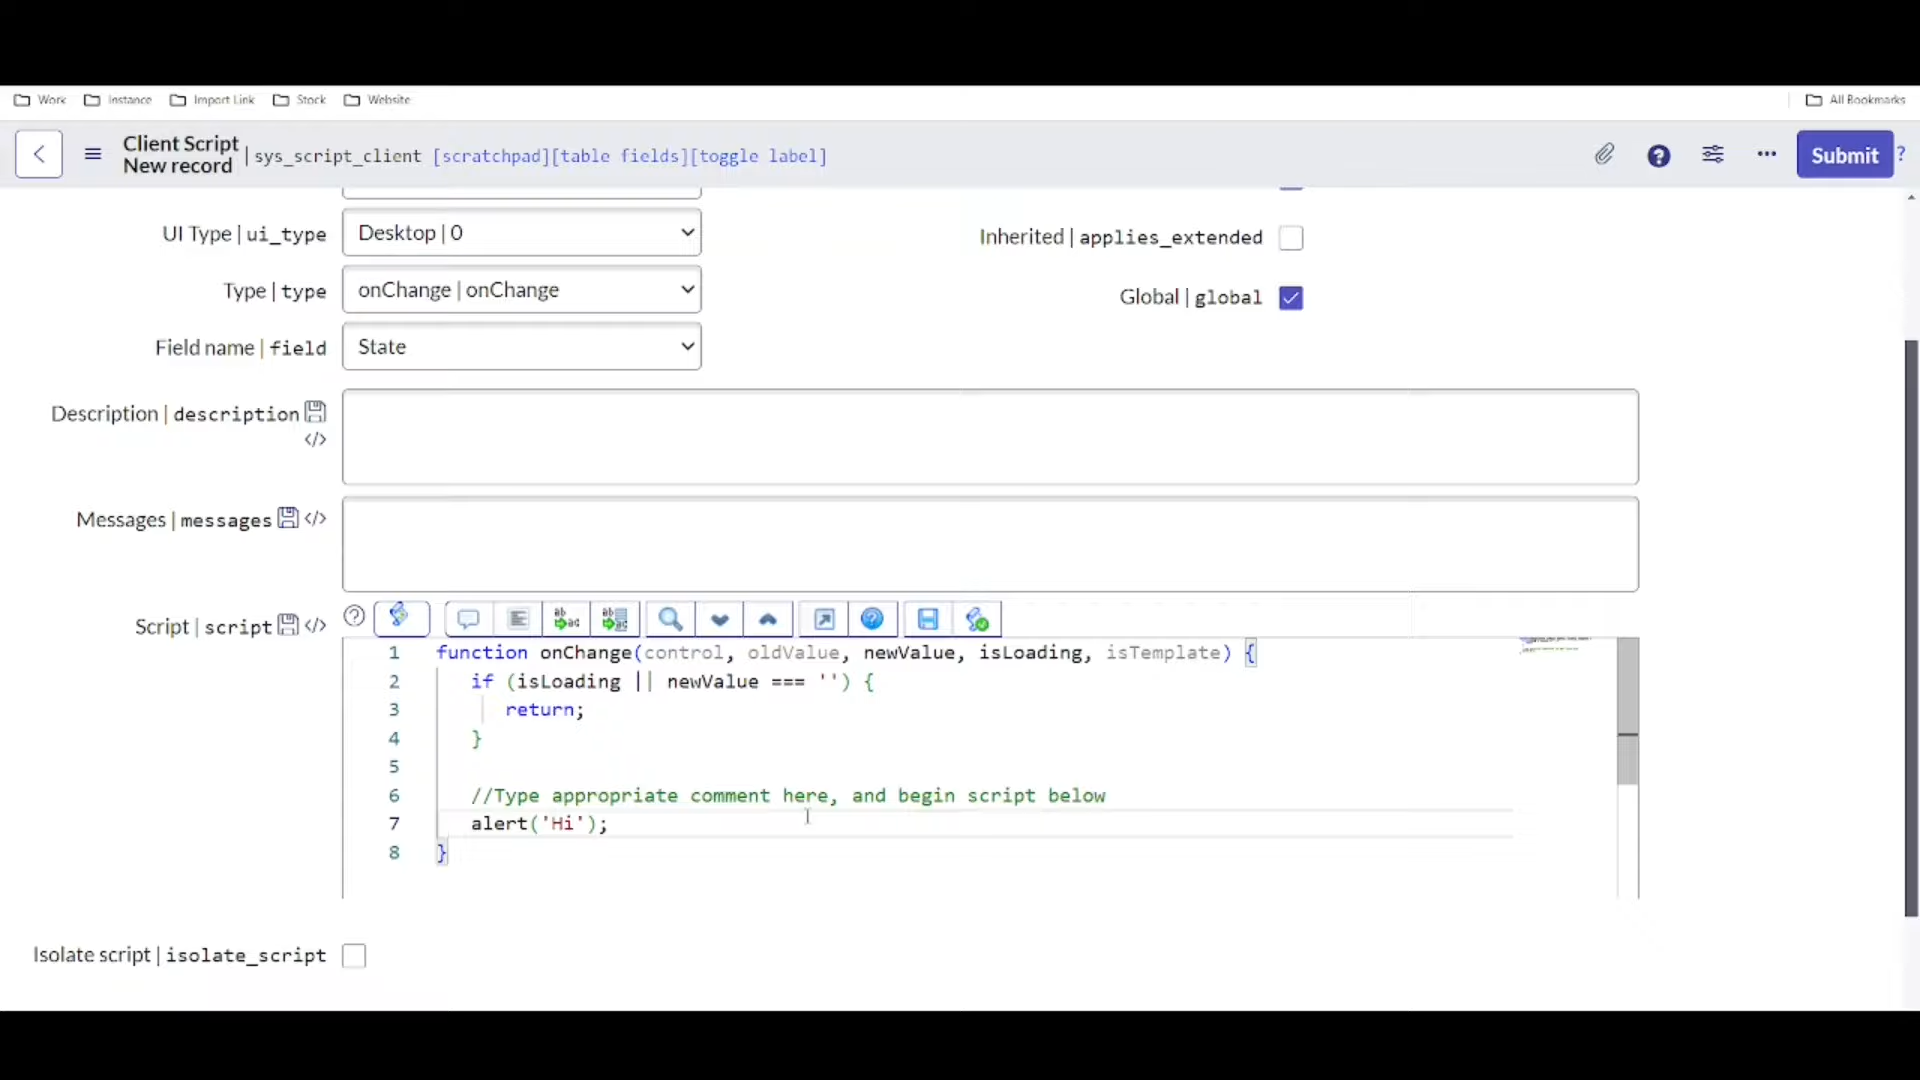 Work Instance Import Link Stock Website All Bookmarks
Client Script
New record | sys_script_client [scratchpad][table fields][toggle label] Submit ?
UI Type | ui_type Desktop | 0 Inherited | applies_extended
Type | type onChange | onChange Global | global
Field name | field State
Description | description
</>
Messages | messages </>
Script | script </>
1 function onChange(control, oldValue, newValue, isLoading, isTemplate) {
2 if (isLoading || newValue === '') {
3 return;
4 }
5
6 //Type appropriate comment here, and begin script below
7 alert('Hi');
8 }
Isolate script | isolate_script